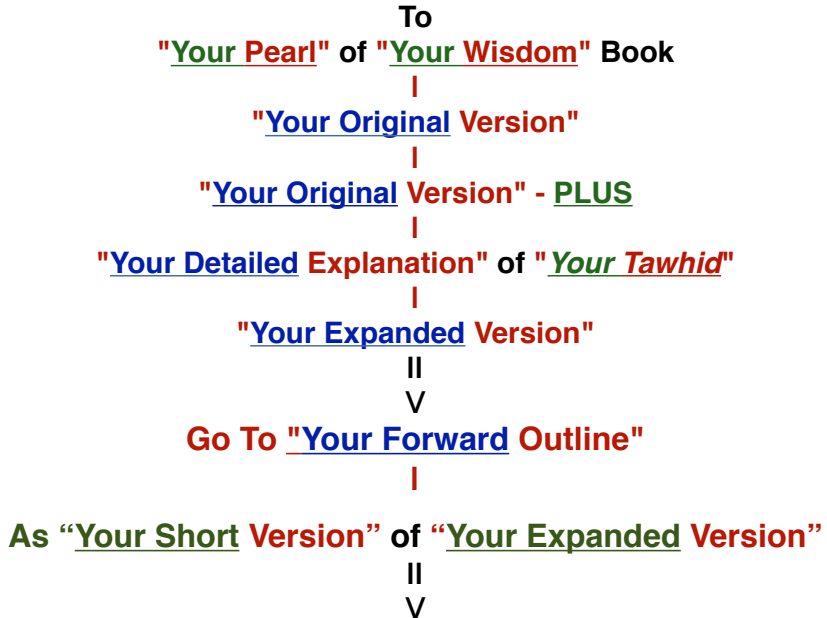 To
"Your Pearl" of "Your Wisdom" Book
I
"Your Original Version"
I
"Your Original Version" - PLUS
I
"Your Detailed Explanation" of "Your Tawhid"
I
"Your Expanded Version"
II
V
Go To "Your Forward Outline"
I
As “Your Short Version” of “Your Expanded Version”
II
V